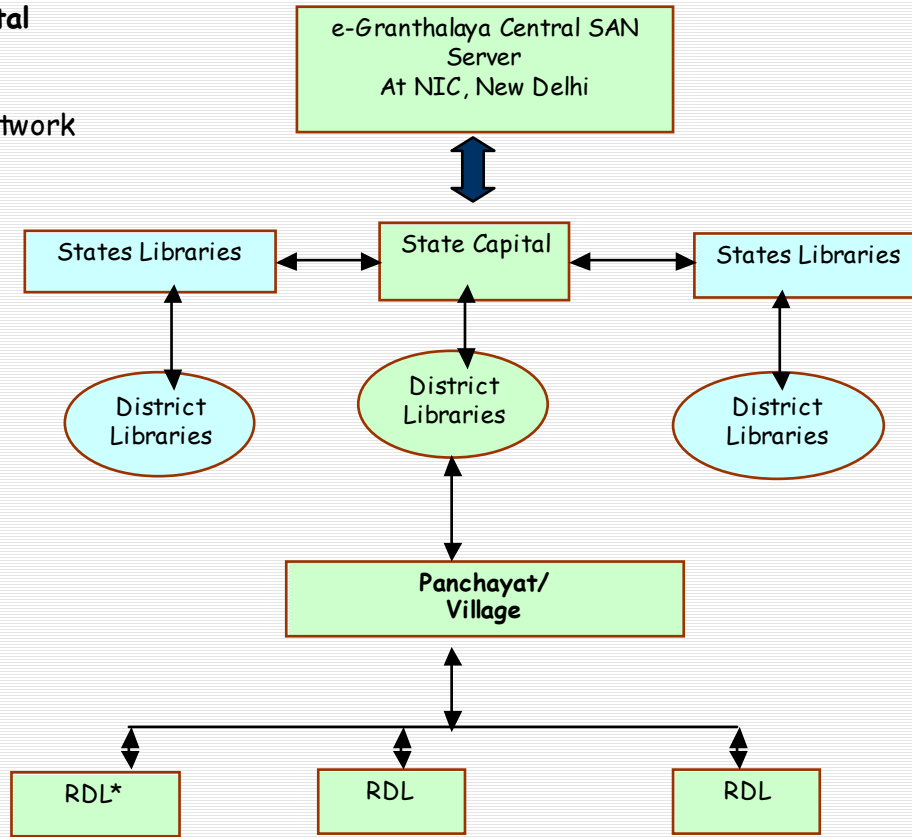 tal
twork
e-Granthalaya Central SAN
Server
At NIC, New Delhi
States Libraries
State Capital
States Libraries
District
Libraries
District
Libraries
District
Libraries
Panchayat/
Village
RDL*
RDL
RDL